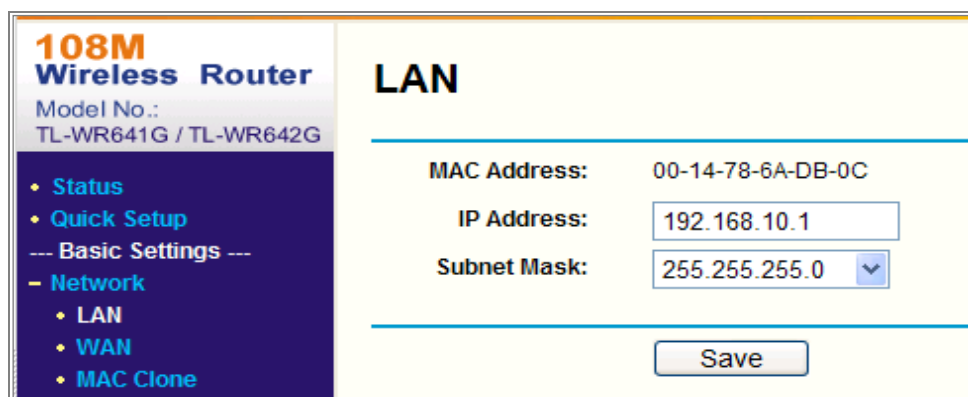 108M
Wireless Router
Model No.:
TL-WR641G / TL-WR642G
• Status
• Quick Setup
--- Basic Settings ---
– Network
• LAN
• WAN
• MAC Clone
LAN
MAC Address: 00-14-78-6A-DB-0C
IP Address: 192.168.10.1
Subnet Mask: 255.255.255.0
Save